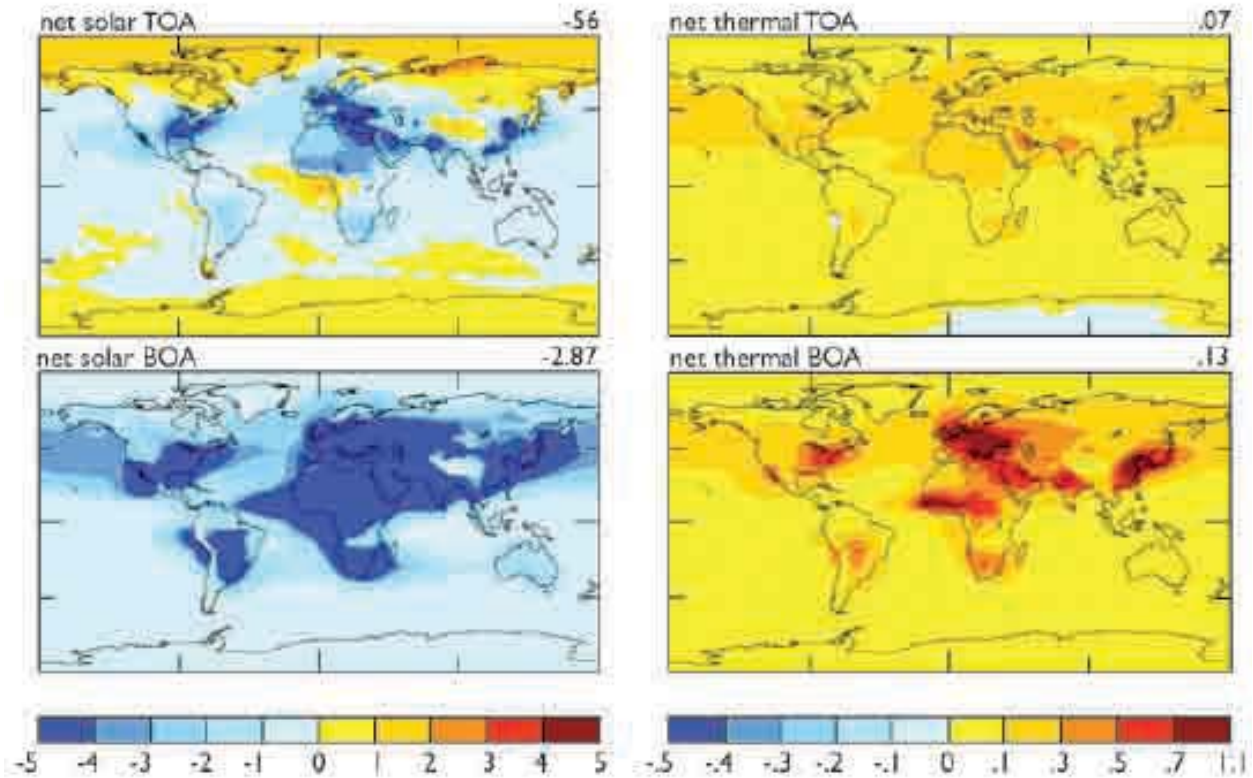 net solar TOA -.56
net thermal TOA .07
net solar BOA -2.87
net thermal BOA .13
-5 -4 -3 -2 -1 0 1 2 3 4 5
-.5 -.4 -.3 -.2 -.1 0 .1 .3 .5 .7 1.1